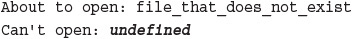 About to open: file_that_does_not_exist
Can't open: undefined